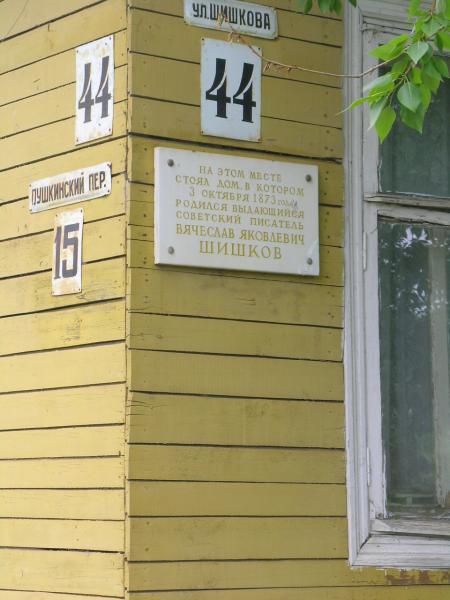 УЛ.ШИШКОВА
44
44
ПУШКИНСКИЙ ПЕР.
15
НА ЭТОМ МЕСТЕ
СТОЯЛ ДОМ, В КОТОРОМ
3 ОКТЯБРЯ 1873 ГОДА
РОДИЛСЯ ВЫДАЮЩИЙСЯ
СОВЕТСКИЙ ПИСАТЕЛЬ
ВЯЧЕСЛАВ ЯКОВЛЕВИЧ
ШИШКОВ